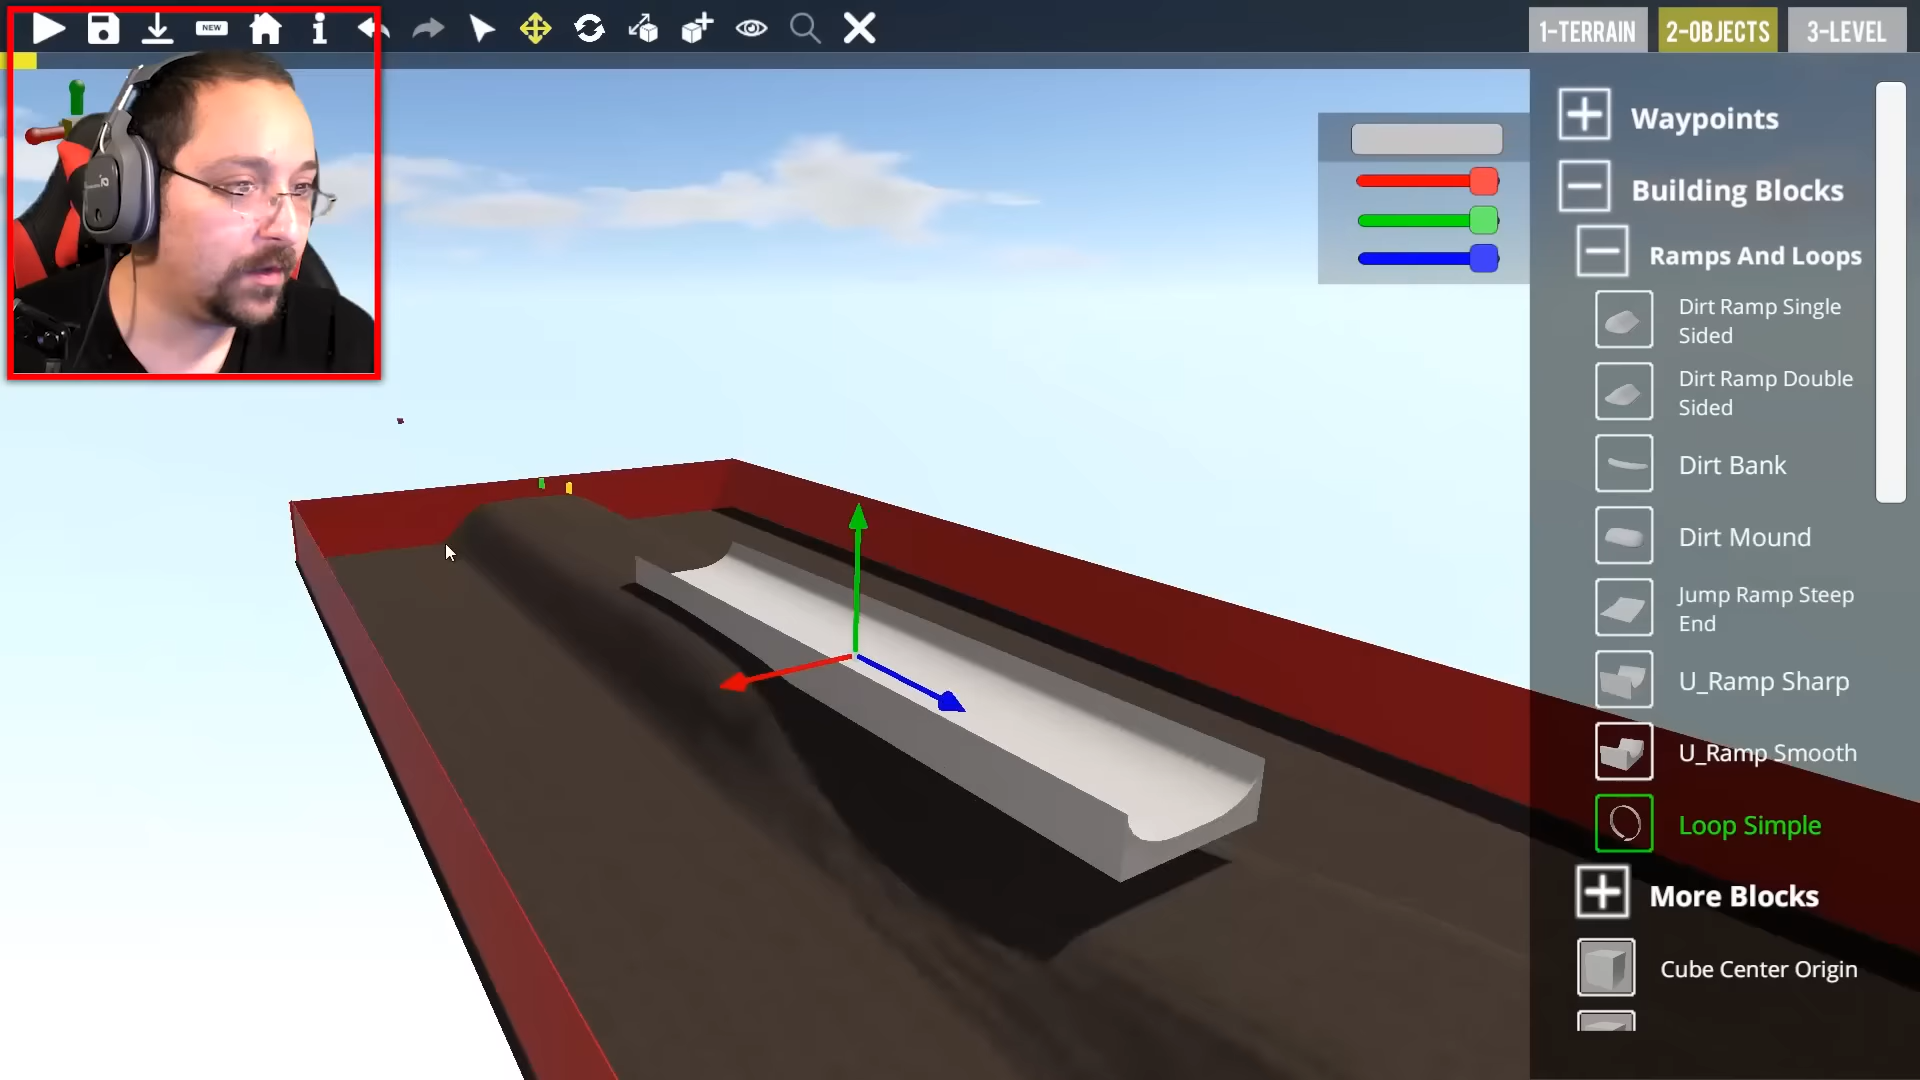 NEW
1-TERRAIN
2-OBJECTS
3-LEVEL
Waypoints
Building Blocks
Ramps And Loops
Dirt Ramp Single
Sided
Dirt Ramp Double
Sided
Dirt Bank
Dirt Mound
Jump Ramp Steep
End
U_Ramp Sharp
U_Ramp Smooth
Loop Simple
More Blocks
Cube Center Origin